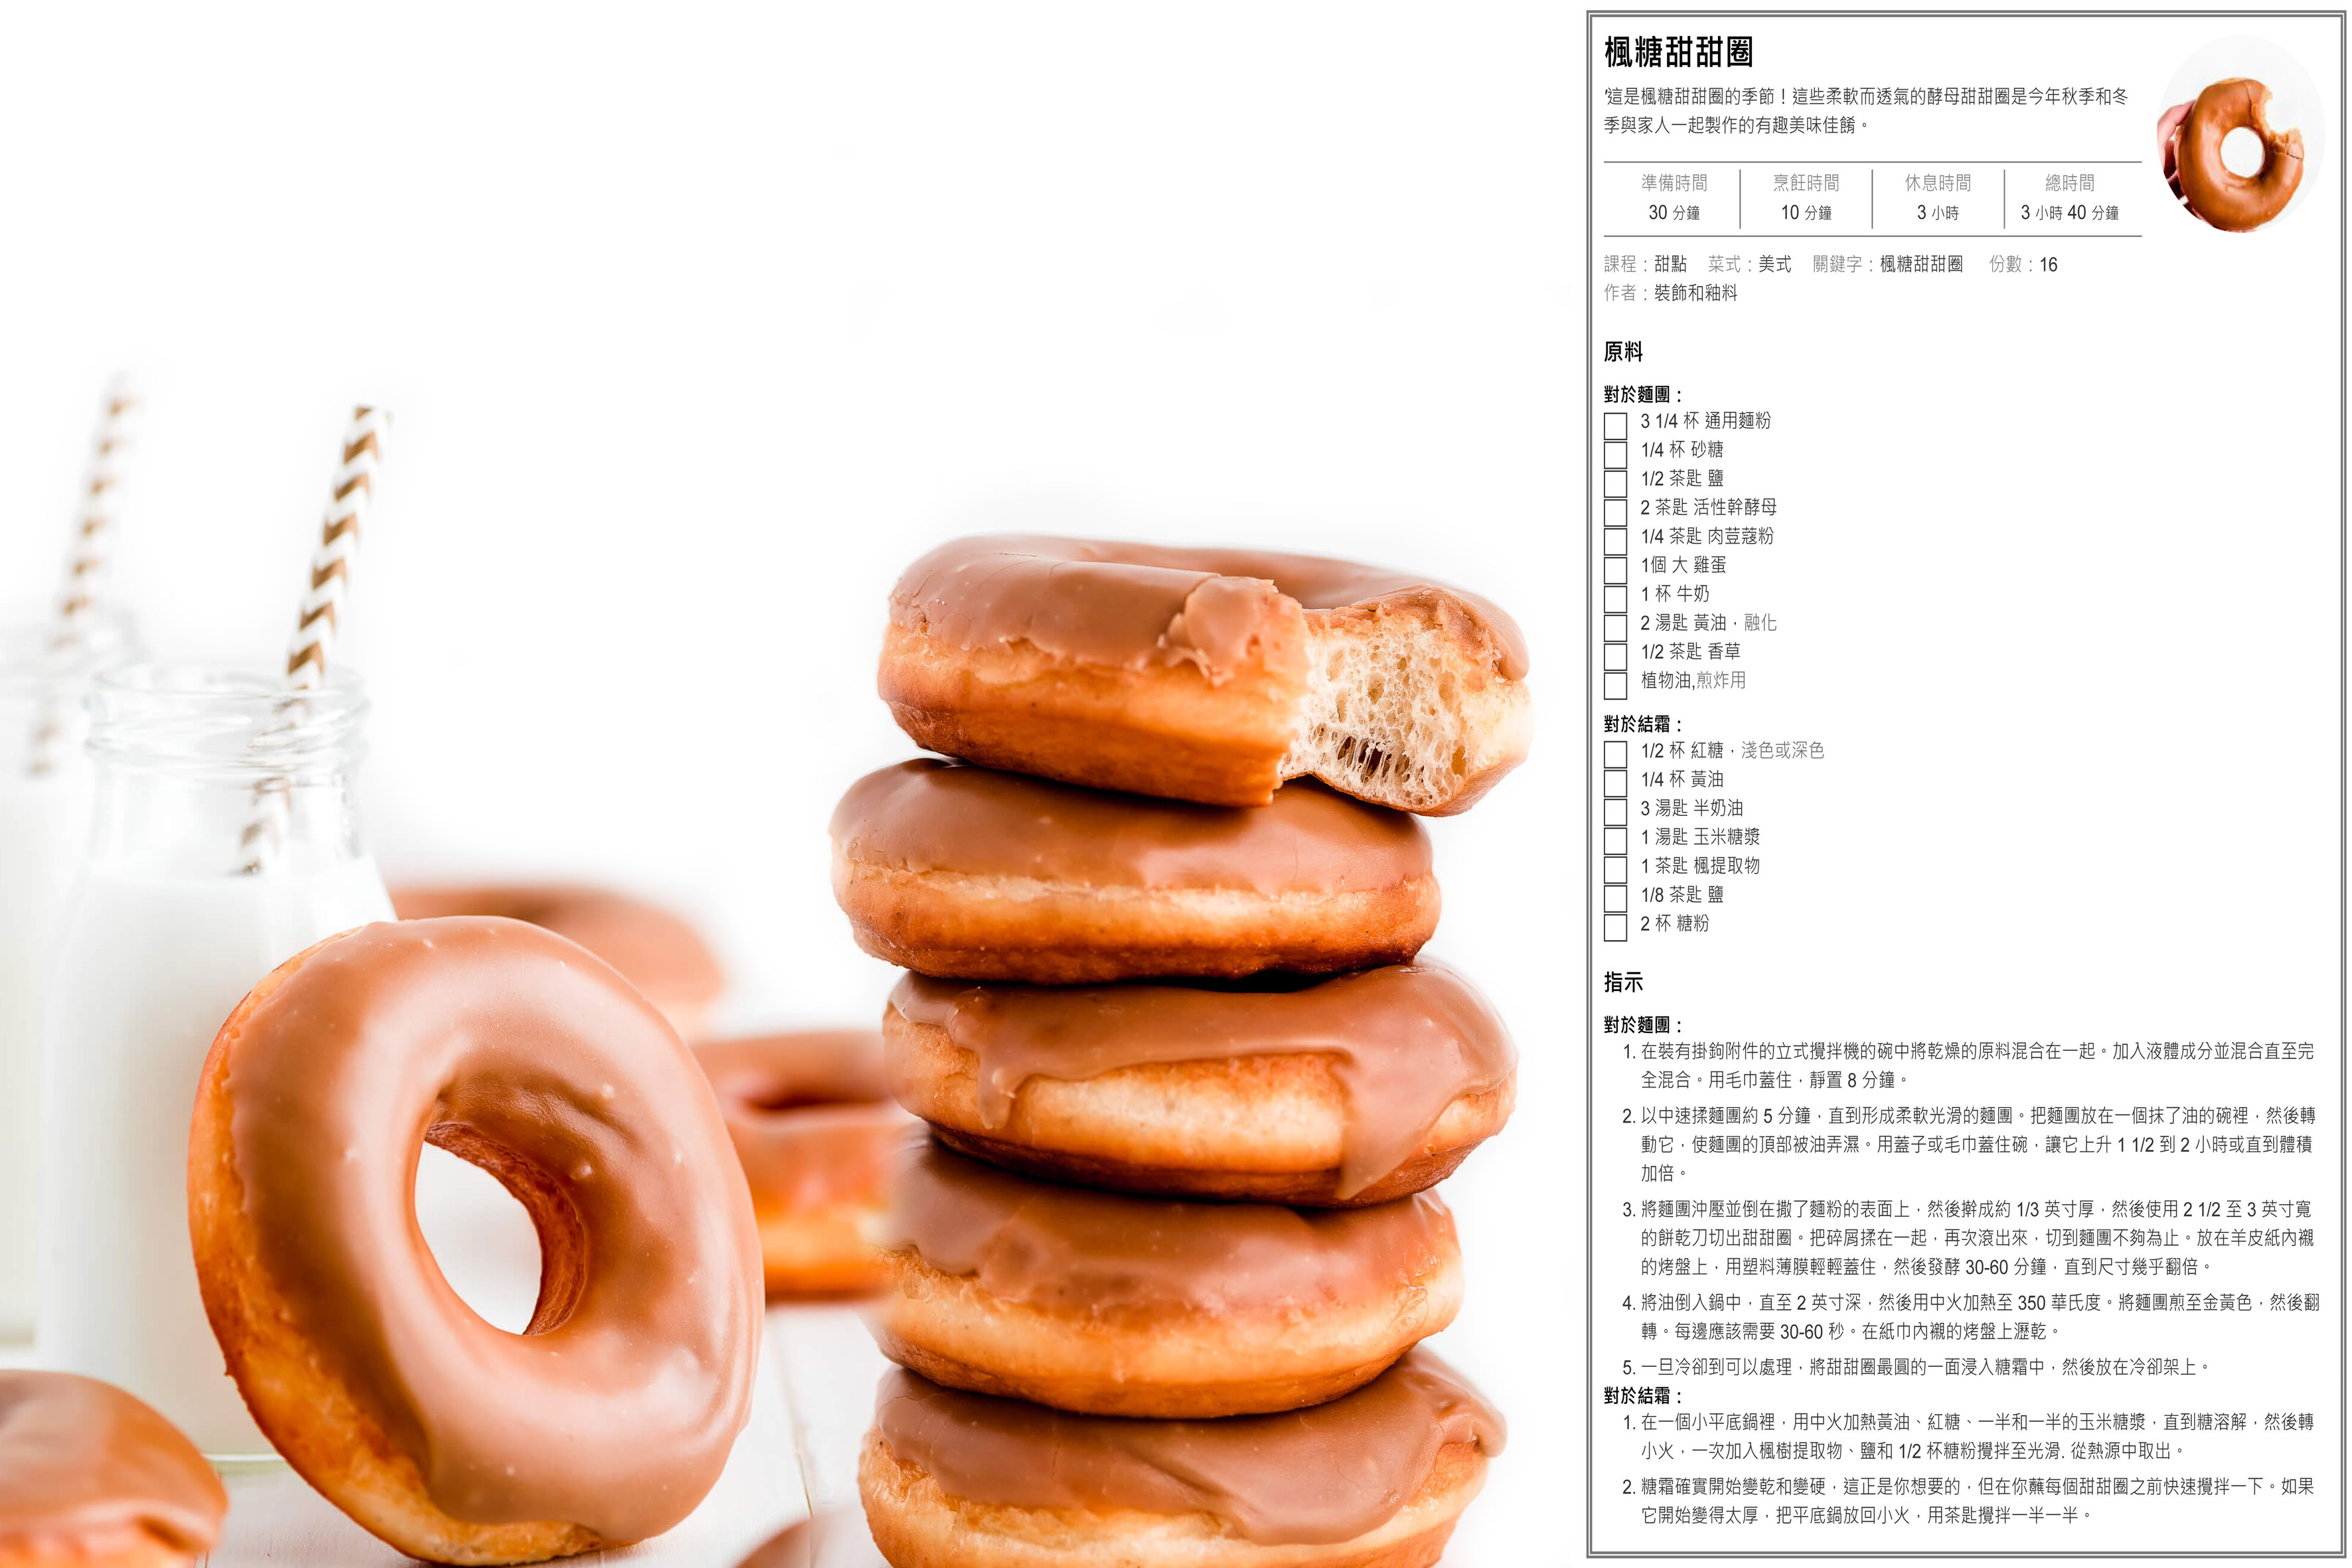 楓糖甜甜圈
'這是楓糖甜甜圈的季節！這些柔軟而透氣的酵母甜甜圈是今年秋季和冬
季與家人一起製作的有趣美味佳餚。
準備時間 烹飪時間 休息時間 總時間
30 分鐘 10 分鐘 3 小時 3 小時 40 分鐘
課程：甜點 菜式：美式 關鍵字：楓糖甜甜圈 份數：16
作者：裝飾和釉料
原料
對於麵團：
3 1/4 杯 通用麵粉
1/4 杯 砂糖
1/2 茶匙 鹽
2 茶匙 活性幹酵母
1/4 茶匙 肉荳蔻粉
1個 大 雞蛋
1 杯 牛奶
2 湯匙 黃油，融化
1/2 茶匙 香草
植物油,煎炸用
對於結霜：
1/2 杯 紅糖，淺色或深色
1/4 杯 黃油
3 湯匙 半奶油
1 湯匙 玉米糖漿
1 茶匙 楓提取物
1/8 茶匙 鹽
2 杯 糖粉
指示
對於麵團：
1. 在裝有掛鉤附件的立式攪拌機的碗中將乾燥的原料混合在一起。加入液體成分並混合直至完
全混合。用毛巾蓋住，靜置 8 分鐘。
2. 以中速揉麵團約 5 分鐘，直到形成柔軟光滑的麵團。把麵團放在一個抹了油的碗裡，然後轉
動它，使麵團的頂部被油弄濕。用蓋子或毛巾蓋住碗，讓它上升 1 1/2 到 2 小時或直到體積
加倍。
3. 將麵團沖壓並倒在撒了麵粉的表面上，然後擀成約 1/3 英寸厚，然後使用 2 1/2 至 3 英寸寬
的餅乾刀切出甜甜圈。把碎屑揉在一起，再次滾出來，切到麵團不夠為止。放在羊皮紙內襯
的烤盤上，用塑料薄膜輕輕蓋住，然後發酵 30-60 分鐘，直到尺寸幾乎翻倍。
4. 將油倒入鍋中，直至 2 英寸深，然後用中火加熱至 350 華氏度。將麵團煎至金黃色，然後翻
轉。每邊應該需要 30-60 秒。在紙巾內襯的烤盤上瀝乾。
5. 一旦冷卻到可以處理，將甜甜圈最圓的一面浸入糖霜中，然後放在冷卻架上。
對於結霜：
1. 在一個小平底鍋裡，用中火加熱黃油、紅糖、一半和一半的玉米糖漿，直到糖溶解，然後轉
小火，一次加入楓樹提取物、鹽和 1/2 杯糖粉攪拌至光滑. 從熱源中取出。
2. 糖霜確實開始變乾和變硬，這正是你想要的，但在你蘸每個甜甜圈之前快速攪拌一下。如果
它開始變得太厚，把平底鍋放回小火，用茶匙攪拌一半一半。